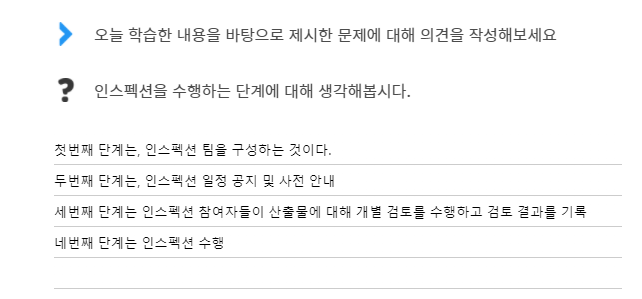 오늘 학습한 내용을 바탕으로 제시한 문제에 대해 의견을 작성해보세요
? 인스펙션을 수행하는 단계에 대해 생각해봅시다.
첫번째 단계는, 인스펙션 팀을 구성하는 것이다.
두번째 단계는, 인스펙션 일정 공지 및 사전 안내
세번째 단계는 인스펙션 참여자들이 산출물에 대해 개별 검토를 수행하고 검토 결과를 기록
네번째 단계는 인스펙션 수행